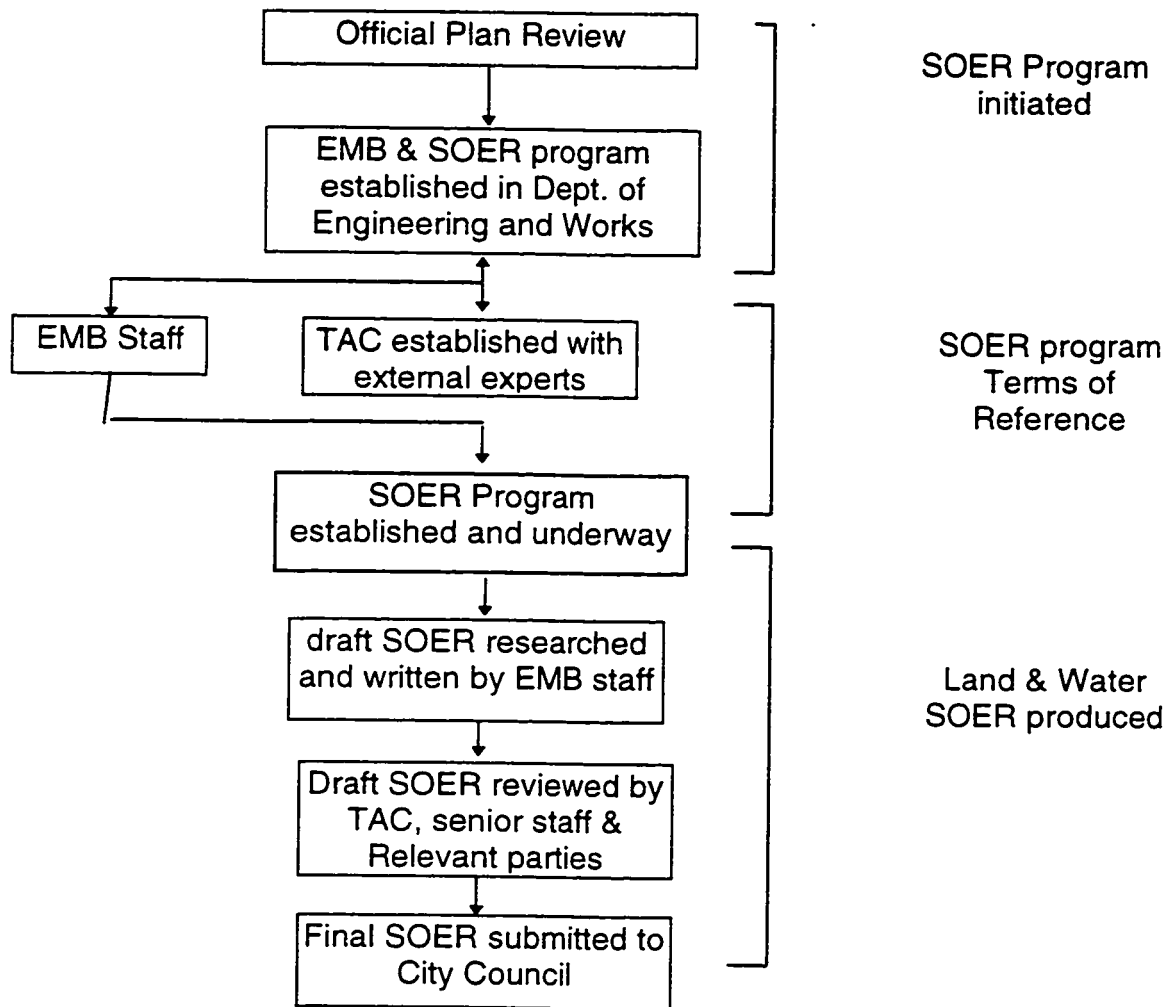 Official Plan Review
SOER Program
initiated
EMB & SOER program
established in Dept. of
Engineering and Works
EMB Staff
TAC established with
external experts
SOER program
Terms of
Reference
SOER Program
established and underway
draft SOER researched
and written by EMB staff
Land & Water
SOER produced
Draft SOER reviewed by
TAC, senior staff &
Relevant parties
Final SOER submitted to
City Council